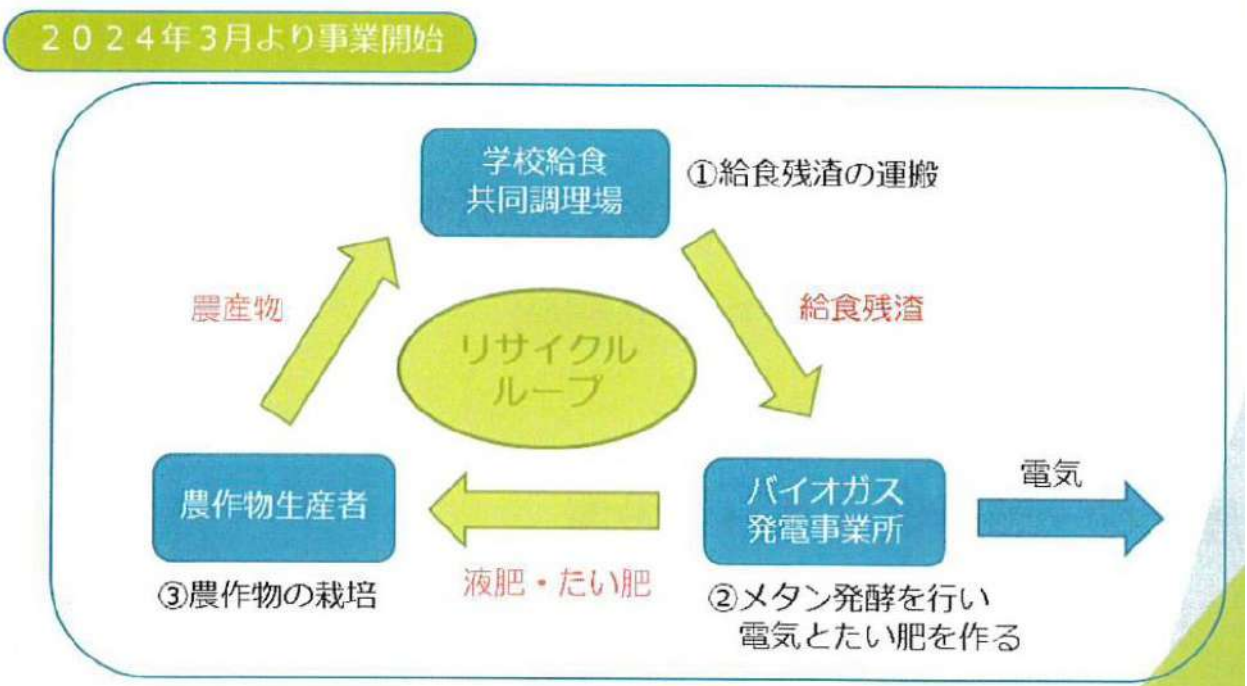 ２０２４年３月より事業開始
学校給食
共同調理場
①給食残渣の運搬
農産物
給食残渣
リサイクル
ループ
農作物生産者
バイオガス
発電事業所
電気
③農作物の栽培
液肥・たい肥
②メタン発酵を行い
電気とたい肥を作る